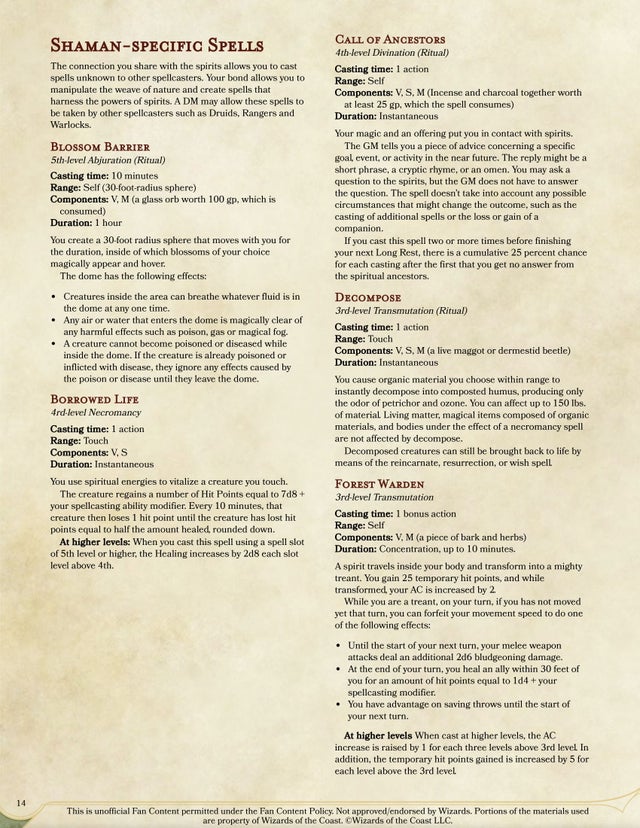 Shaman-specific Spells
The connection you share with the spirits allows you to cast
spells unknown to other spellcasters. Your bond allows you to
manipulate the weave of nature and create spells that
harness the powers of spirits. A DM may allow these spells to
be taken by other spellcasters such as Druids, Rangers and
Warlocks.
Blossom Barrier
5th-level Abjuration (Ritual)
Casting time: 10 minutes
Range: Self (30-foot-radius sphere)
Components: V, M (a glass orb worth 100 gp, which is
consumed)
Duration: 1 hour
You create a 30-foot radius sphere that moves with you for
the duration, inside of which blossoms of your choice
magically appear and hover.
The dome has the following effects:
• Creatures inside the area can breathe whatever fluid is in
the dome at any one time.
• Any air or water that enters the dome is magically clear of
any harmful effects such as poison, gas or magical fog.
• A creature cannot become poisoned or diseased while
inside the dome. If the creature is already poisoned or
inflicted with disease, they ignore any effects caused by
the poison or disease until they leave the dome.
Borrowed Life
4rd-level Necromancy
Casting time: 1 action
Range: Touch
Components: V, S
Duration: Instantaneous
You use spiritual energies to vitalize a creature you touch.
The creature regains a number of Hit Points equal to 7d8 +
your spellcasting ability modifier. Every 10 minutes, that
creature then loses 1 hit point until the creature has lost hit
points equal to half the amount healed, rounded down.
At higher levels: When you cast this spell using a spell slot
of 5th level or higher, the Healing increases by 2d8 each slot
level above 4th.
Call of Ancestors
4th-level Divination (Ritual)
Casting time: 1 action
Range: Self
Components: V, S, M (Incense and charcoal together worth
at least 25 gp, which the spell consumes)
Duration: Instantaneous
Your magic and an offering put you in contact with spirits.
The GM tells you a piece of advice concerning a specific
goal, event, or activity in the near future. The reply might be a
short phrase, a cryptic rhyme, or an omen. You may ask a
question to the spirits, but the GM does not have to answer
the question. The spell doesn't take into account any possible
circumstances that might change the outcome, such as the
casting of additional spells or the loss or gain of a
companion.
If you cast this spell two or more times before finishing
your next Long Rest, there is a cumulative 25 percent chance
for each casting after the first that you get no answer from
the spiritual ancestors.
Decompose
3rd-level Transmutation (Ritual)
Casting time: 1 action
Range: Touch
Components: V, S, M (a live maggot or dermestid beetle)
Duration: Instantaneous
You cause organic material you choose within range to
instantly decompose into composted humus, producing only
the odor of petrichor and ozone. You can affect up to 150 lbs.
of material. Living matter, magical items composed of organic
materials, and bodies under the effect of a necromancy spell
are not affected by decompose.
Decomposed creatures can still be brought back to life by
means of the reincarnate, resurrection, or wish spell.
Forest Warden
3rd-level Transmutation
Casting time: 1 bonus action
Range: Self
Components: V, M (a piece of bark and herbs)
Duration: Concentration, up to 10 minutes.
A spirit travels inside your body and transform into a mighty
treant. You gain 25 temporary hit points, and while
transformed, your AC is increased by 2.
While you are a treant, on your turn, if you has not moved
yet that turn, you can forfeit your movement speed to do one
of the following effects:
• Until the start of your next turn, your melee weapon
attacks deal an additional 2d6 bludgeoning damage.
• At the end of your turn, you heal an ally within 30 feet of
you for an amount of hit points equal to 1d4 + your
spellcasting modifier.
• You have advantage on saving throws until the start of
your next turn.
At higher levels When cast at higher levels, the AC
increase is raised by 1 for each three levels above 3rd level. In
addition, the temporary hit points gained is increased by 5 for
each level above the 3rd level.
14
This is unofficial Fan Content permitted under the Fan Content Policy. Not approved/endorsed by Wizards. Portions of the materials used
are property of Wizards of the Coast. ©Wizards of the Coast LLC.